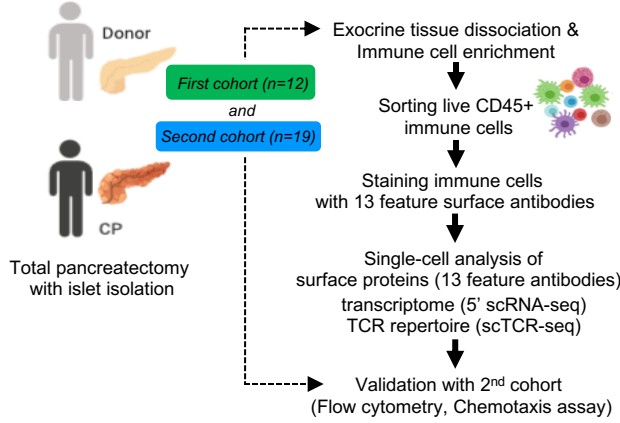 Donor
First cohort (n=12)
and
Second cohort (n=19)
CP
Total pancreatectomy
with islet isolation
Exocrine tissue dissociation &
Immune cell enrichment
Sorting live CD45+
immune cells
Staining immune cells
with 13 feature surface antibodies
Single-cell analysis of
surface proteins (13 feature antibodies)
transcriptome (5' scRNA-seq)
TCR repertoire (scTCR-seq)
Validation with 2nd cohort
(Flow cytometry, Chemotaxis assay)